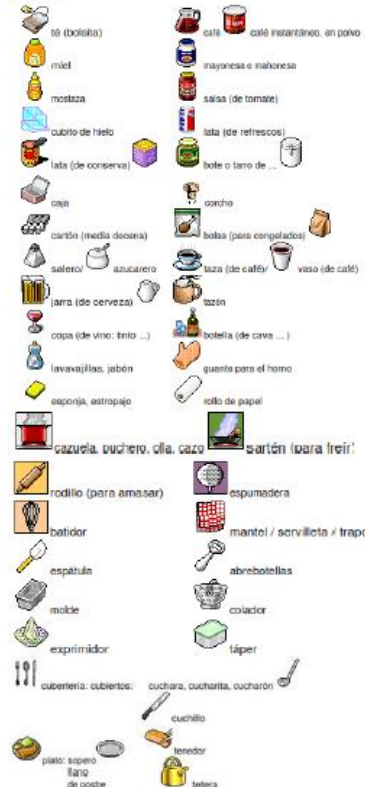 té (bolsita) café café instantáneo, en polvo
miel mayonesa o mahonesa
mostaza salsa (de tomate)
cubito de hielo lata (de refrescos)
lata (de conserva) bote o tarro de ...
caja corcho
cartón (media docena) bolsa (para congelados)
salero/ azucarero taza (de café)/ vaso (de café)
jarra (de cerveza) tazón
copa (de vino: tinto ...) botella (de cava ... )
lavavajillas, jabón guante para el horno
esponja, estropajo rollo de papel
cazuela, puchero, olla, cazo sartén (para freír)
rodillo (para amasar) espumadera
batidor mantel / servilleta / trapo
espátula abrebotellas
molde colador
exprimidor táper
cubertería: cubiertos: cuchara, cucharita, cucharón
cuchillo
plato: sopero tenedor
llano
de postre tetera